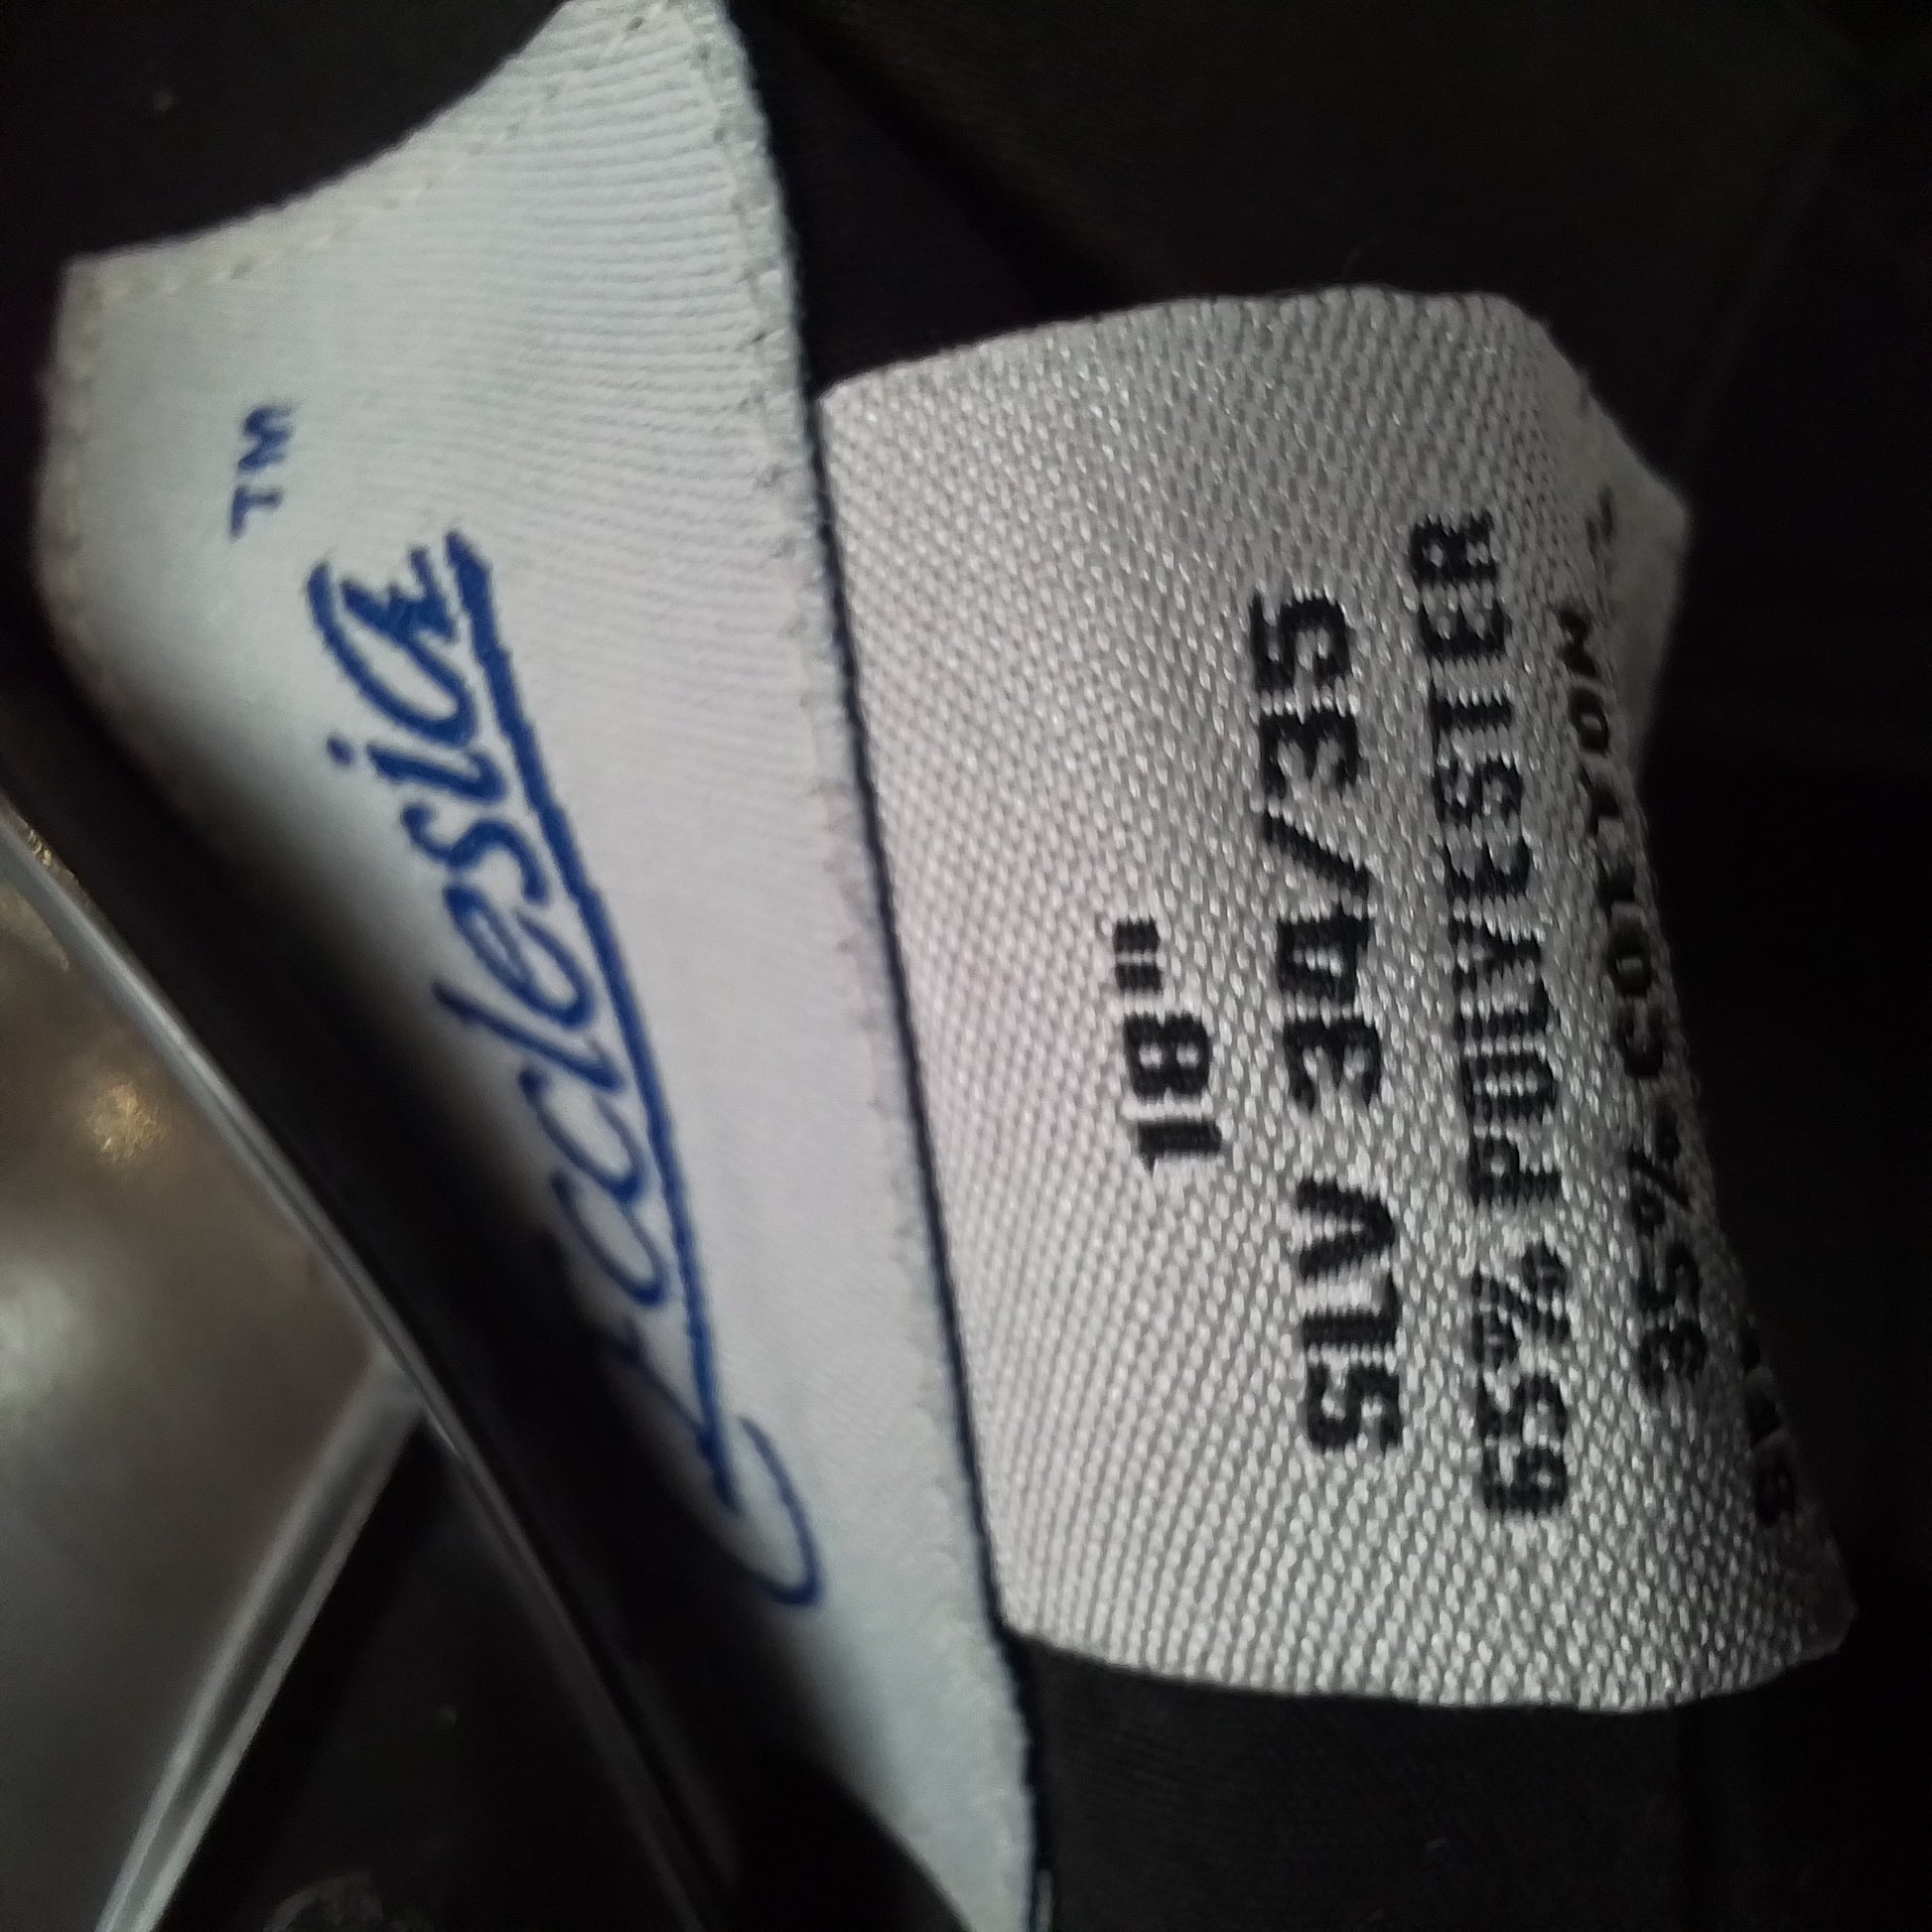 Ecclesia™
18"
SLV 34/35
65% POLYESTER
35% COTTON